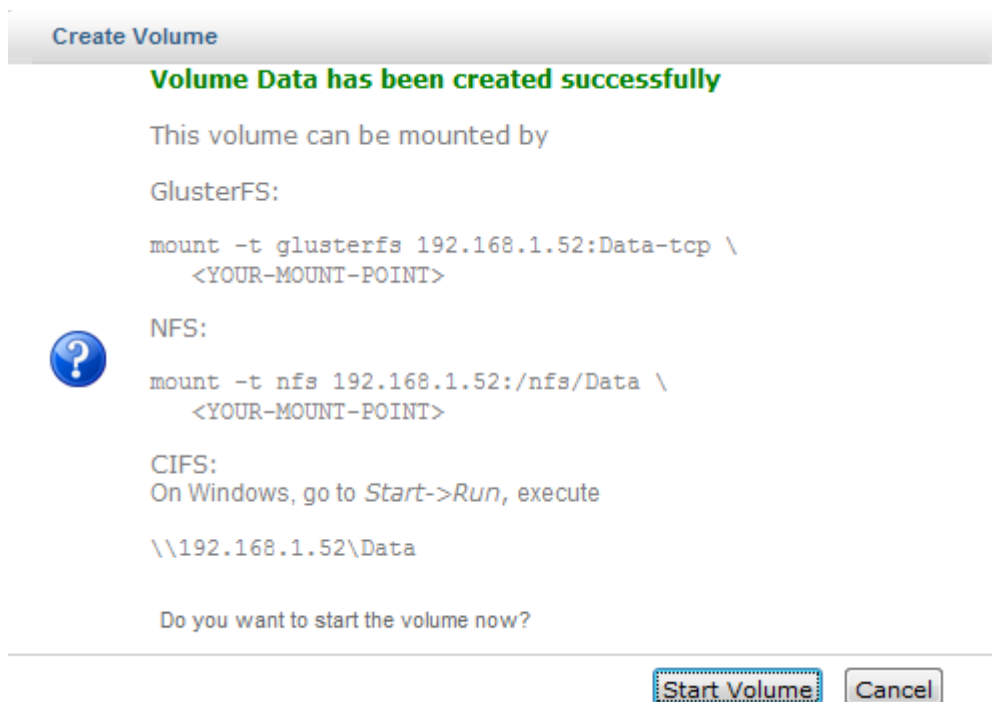 Create Volume
Volume Data has been created successfully
This volume can be mounted by
GlusterFS:
mount -t glusterfs 192.168.1.52:Data-tcp \
<YOUR-MOUNT-POINT>
NFS:
mount -t nfs 192.168.1.52:/nfs/Data \
<YOUR-MOUNT-POINT>
CIFS:
On Windows, go to Start->Run, execute
\\192.168.1.52\Data
Do you want to start the volume now?
Start Volume Cancel